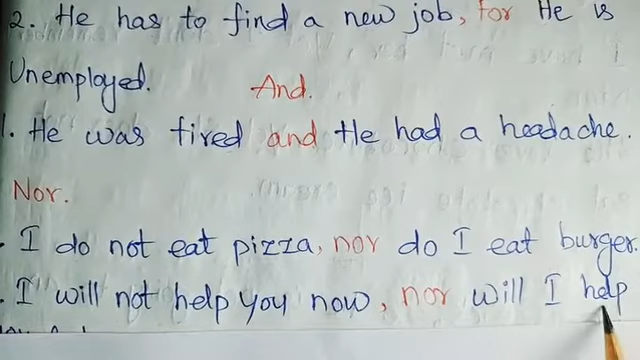 2. He has to find a new job, for He is
Unemployed.
And.
1. He was tired and He had a headache.
Nor.
. I do not eat pizza, nor do I eat burger.
. I will not help you now, nor will I help